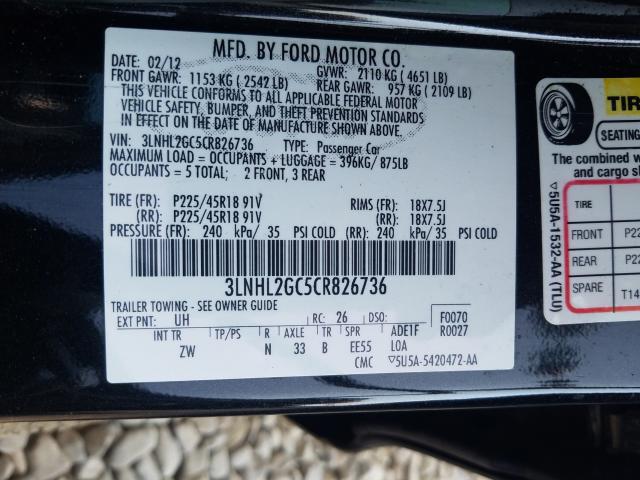 MFD. BY FORD MOTOR CO.
DATE: 02/12 GVWR: 2110 KG ( 4651 LB)
FRONT GAWR: 1153 KG ( 2542 LB) REAR GAWR: 957 KG ( 2109 LB)
THIS VEHICLE CONFORMS TO ALL APPLICABLE FEDERAL MOTOR
VEHICLE SAFETY, BUMPER, AND THEFT PREVENTION STANDARDS
IN EFFECT ON THE DATE OF MANUFACTURE SHOWN ABOVE.
VIN: 3LNHL2GC5CR826736 TYPE: Passenger Car
MAXIMUM LOAD = OCCUPANTS + LUGGAGE = 396KG/ 875LB
OCCUPANTS = 5 TOTAL: 2 FRONT, 3 REAR
TIRE (FR): P225/45R18 91V RIMS (FR): 18X7.5J
(RR): P225/45R18 91V (RR): 18X7.5J
PRESSURE (FR): 240 kPa/ 35 PSI COLD (RR): 240 kPa/ 35 PSI COLD
3LNHL2GC5CR826736
TRAILER TOWING - SEE OWNER GUIDE
EXT PNT: UH RC: 26 DSO: F0070
INT TR TP/PS R AXLE TR SPR ADE1F R0027
ZW N 33 B EE55 LOA
CMC ▽5U5A-5420472-AA
▽5U5A-1532-AA (TLU)
TIR
SEATING
The combined w
and cargo s
TIRE
FRONT P22
REAR P22
SPARE T14